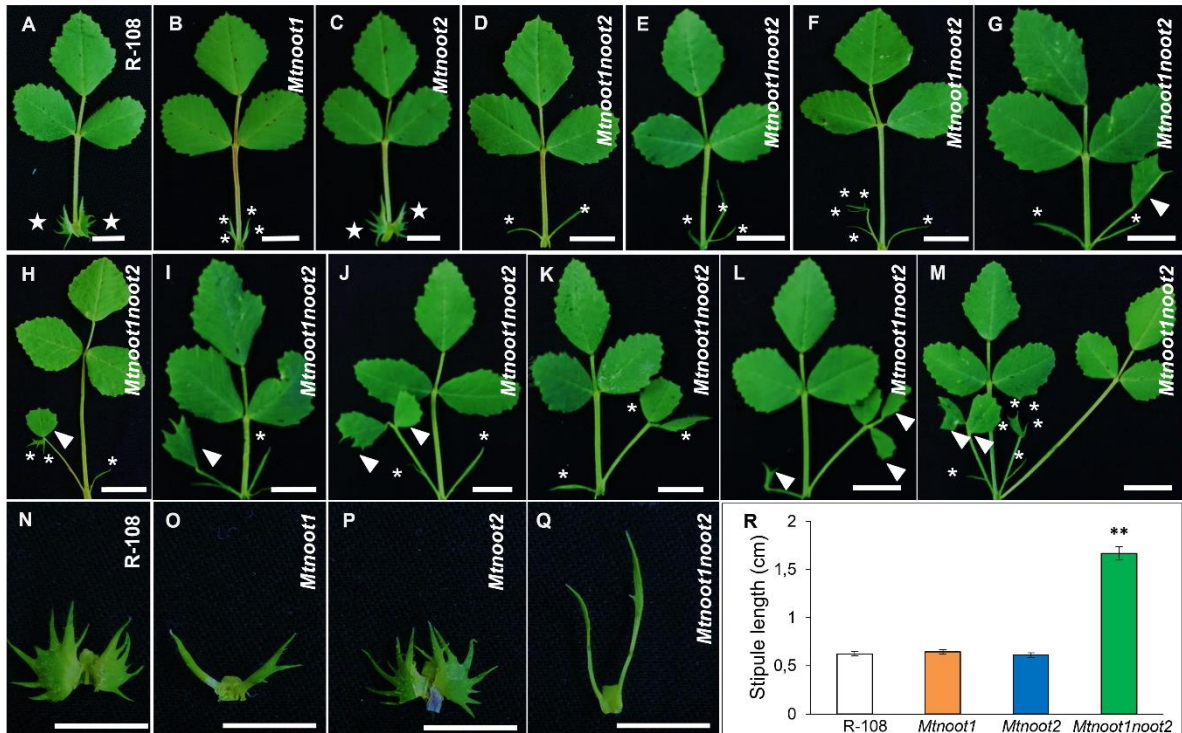 A R-108
B Mtnoot1
C Mtnoot2
D Mtnoot1noot2
E Mtnoot1noot2
F Mtnoot1noot2
G Mtnoot1noot2
H Mtnoot1noot2
I Mtnoot1noot2
J Mtnoot1noot2
K Mtnoot1noot2
L Mtnoot1noot2
M Mtnoot1noot2
N R-108
O Mtnoot1
P Mtnoot2
Q Mtnoot1noot2
R
Stipule length (cm)
2
1,5
1
0,5
0
**
R-108 Mtnoot1 Mtnoot2 Mtnoot1noot2